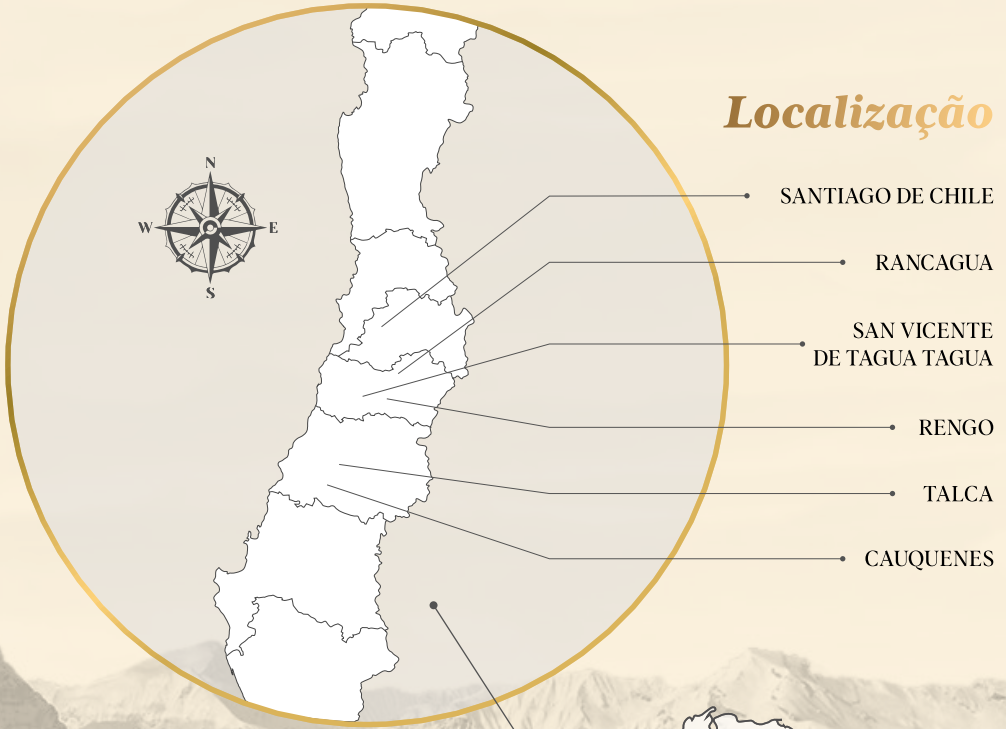 Localização
N
W E
S
SANTIAGO DE CHILE
RANCAGUA
SAN VICENTE
DE TAGUA TAGUA
RENGO
TALCA
CAUQUENES